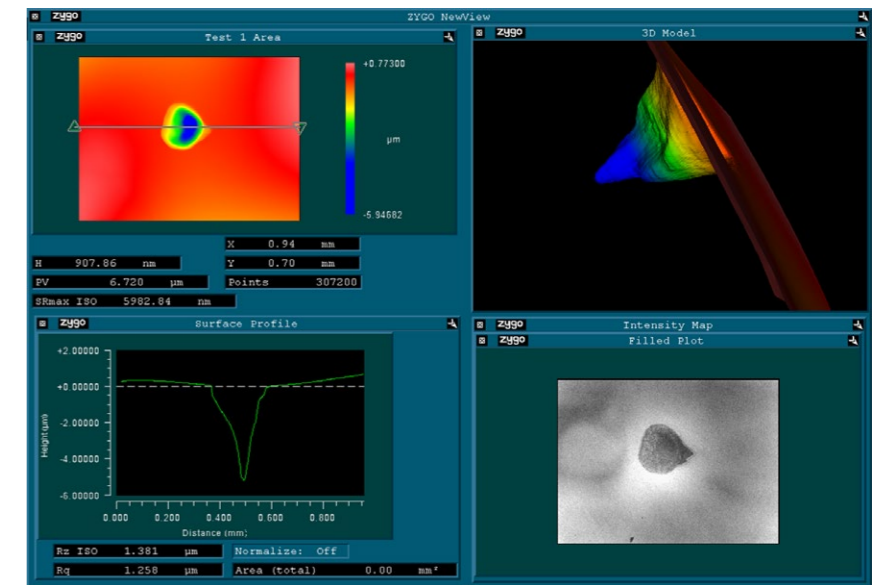 zygo ZYGO NewView
zygo Test 1 Area
+0.77300
µm
-5.94682
X 0.94 mm
H 907.86 nm Y 0.70 mm
PV 6.720 µm Points 307200
SRmax ISO 5982.84 nm
zygo 3D Model
zygo Surface Profile
+2.00000
+0.00000
-2.00000
-4.00000
-6.00000
Height (µm)
0.000 0.200 0.400 0.600 0.800
Distance (mm)
Rz ISO 1.381 µm Normalize: Off
Rq 1.258 µm Area (total) 0.00 mm²
zygo Intensity Map
zygo Filled Plot